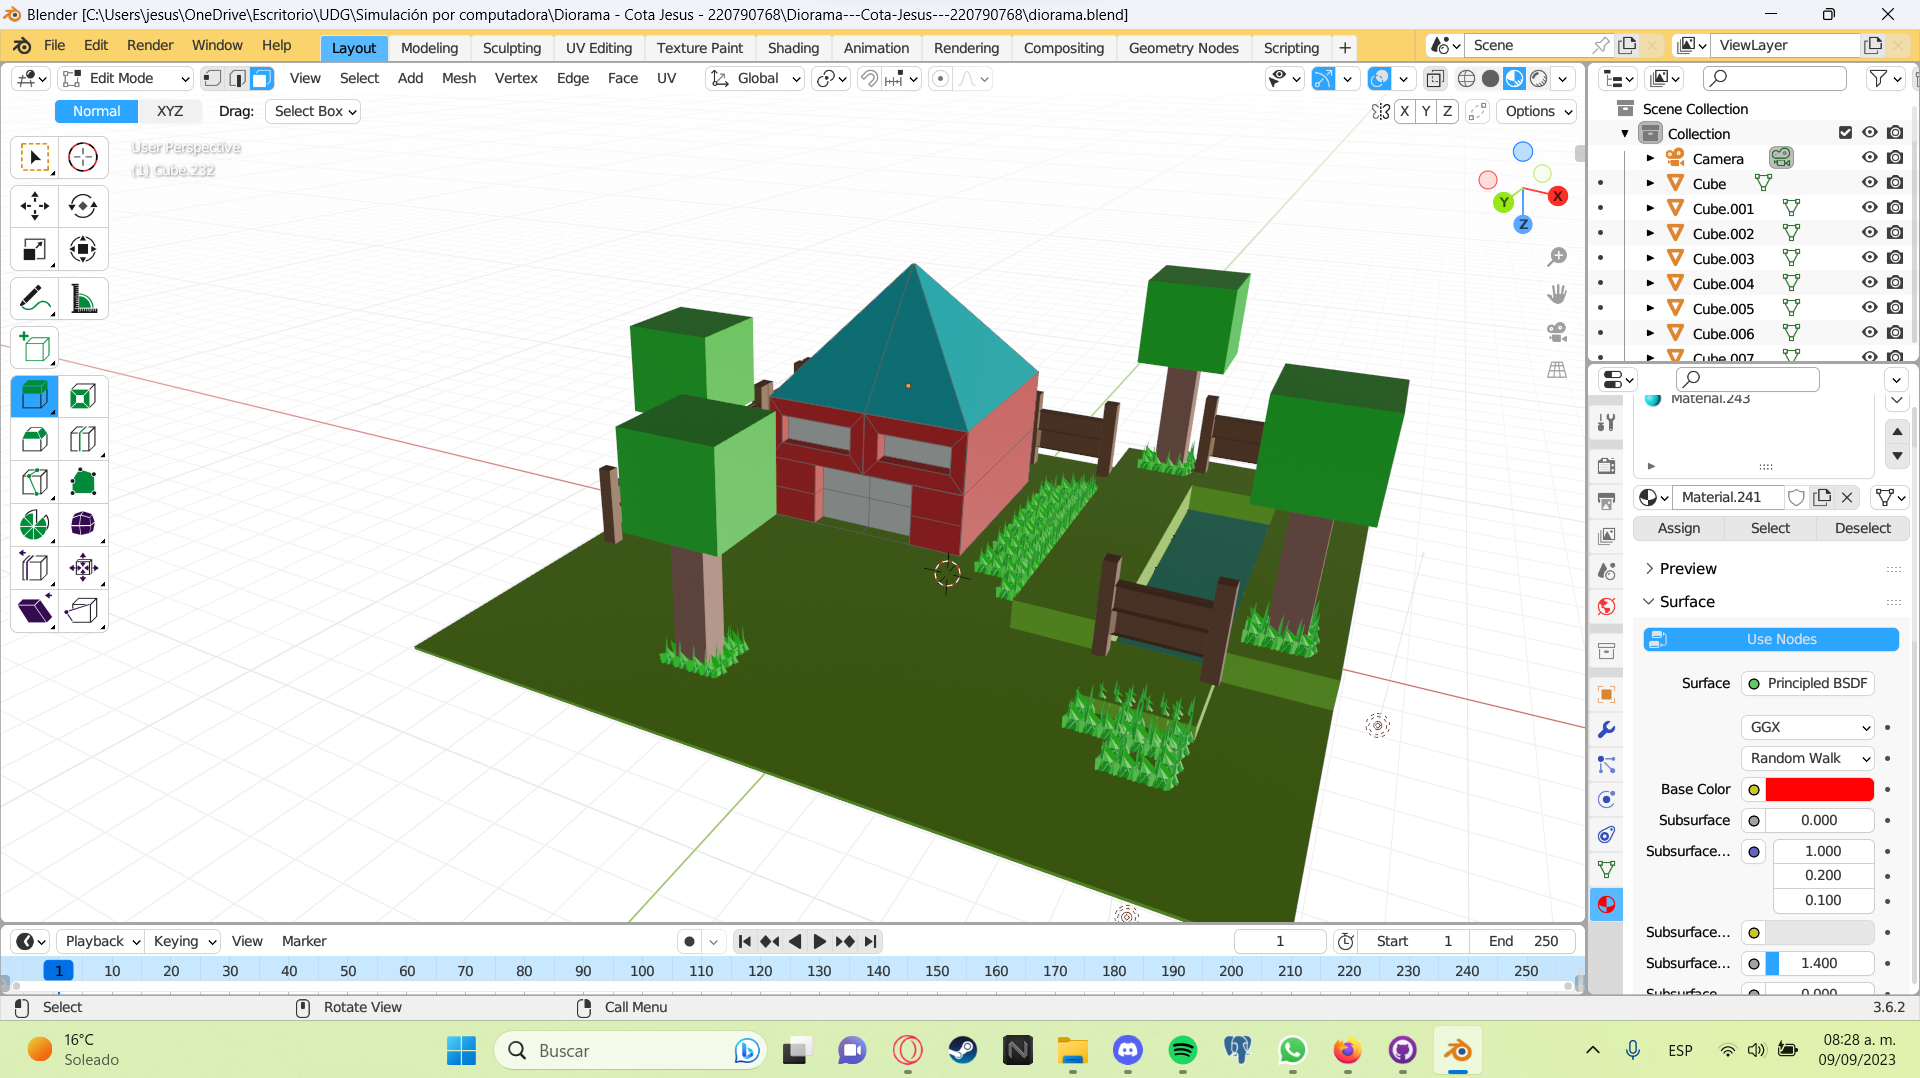 Blender [C:\Users\jesus\OneDrive\Escritorio\UDG\Simulación por computadora\Diorama - Cota Jesus - 220790768\Diorama---Cota-Jesus---220790768\diorama.blend]
File Edit Render Window Help
Layout Modeling Sculpting UV Editing Texture Paint Shading Animation Rendering Compositing Geometry Nodes Scripting +
Scene
ViewLayer
Edit Mode View Select Add Mesh Vertex Edge Face UV Global
Normal XYZ Drag: Select Box
X Y Z Options
User Perspective
(1) Cube.232
X
Y
Z
Scene Collection
Collection
Camera
Cube
Cube.001
Cube.002
Cube.003
Cube.004
Cube.005
Cube.006
Cube.007
Material.243
Material.241
Assign Select Deselect
Preview
Surface
Use Nodes
Surface Principled BSDF
GGX
Random Walk
Base Color
Subsurface 0.000
Subsurface... 1.000
0.200
0.100
Subsurface...
Subsurface... 1.400
Subsurface 0.000
Playback Keying View Marker
1 Start 1 End 250
1 10 20 30 40 50 60 70 80 90 100 110 120 130 140 150 160 170 180 190 200 210 220 230 240 250
Select Rotate View Call Menu 3.6.2
16°C
Soleado
Buscar
ESP
08:28 a. m.
09/09/2023